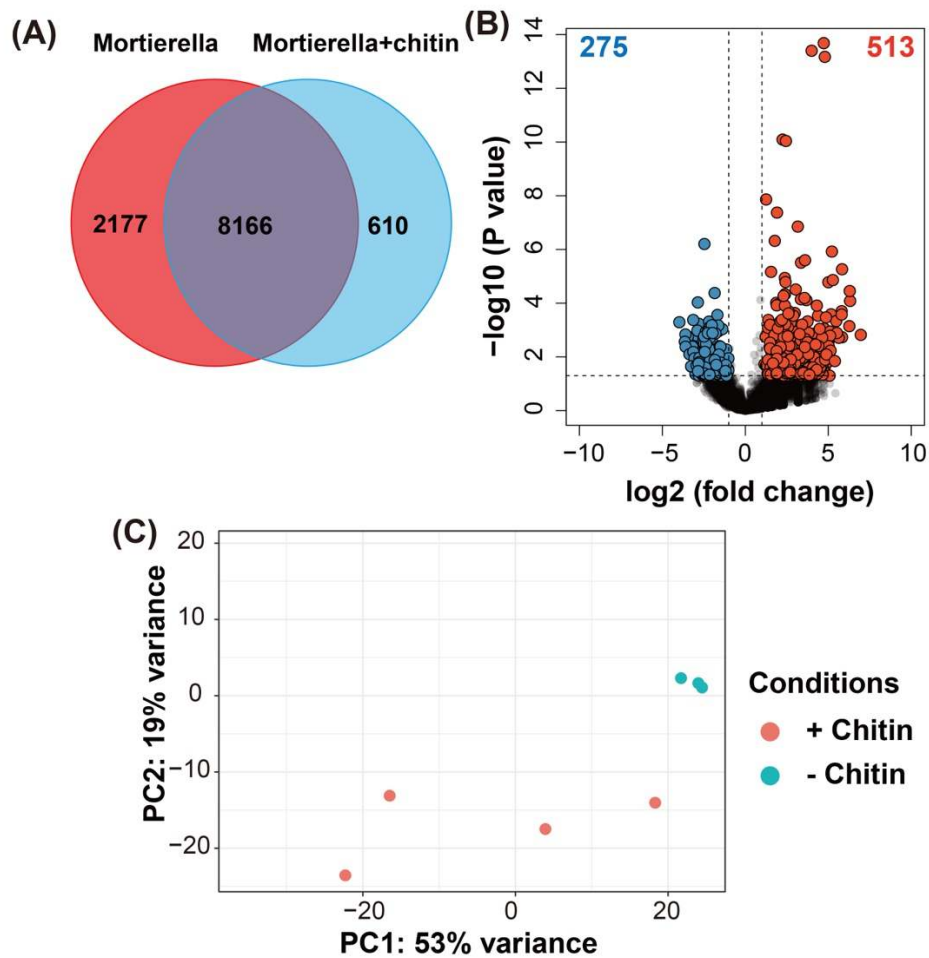 (A)
Mortierella
Mortierella+chitin
2177
8166
610
(B)
275
513
14
12
10
8
6
4
2
0
−log10 (P value)
−10
−5
0
5
10
log2 (fold change)
(C)
20
10
0
−10
−20
PC2: 19% variance
−20
0
20
PC1: 53% variance
Conditions
+ Chitin
- Chitin